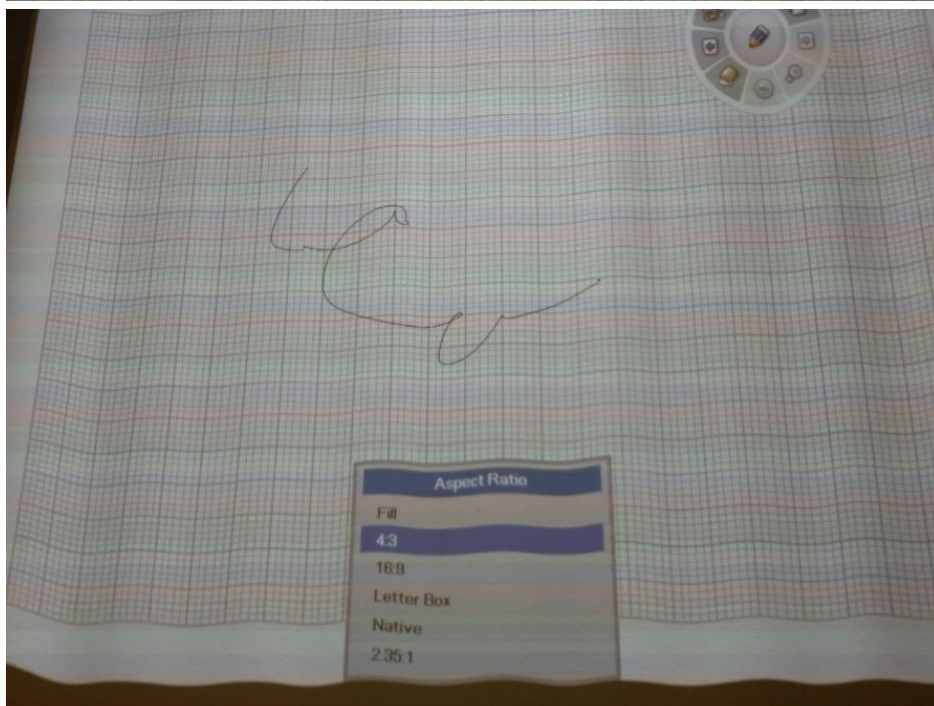 Aspect Ratio
Fill
4:3
16:9
Letter Box
Native
2.35:1